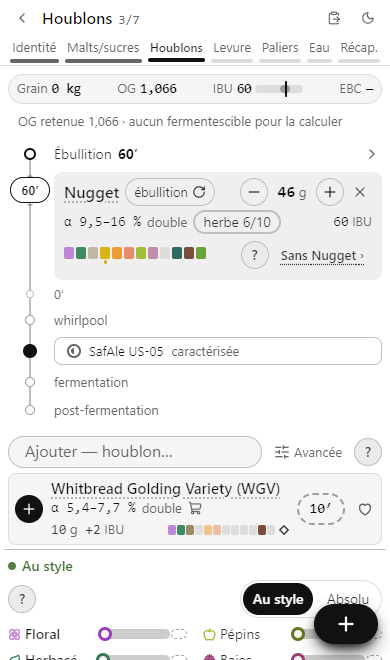 Houblons 3/7
Identité Malts/sucres Houblons Levure Paliers Eau Récap.
Grain 0 kg OG 1,066 IBU 60 EBC —
OG retenue 1,066 · aucun fermentescible pour la calculer
Ébullition 60′
60′
Nugget ébullition 46 g
α 9,5–16 % double herbe 6/10 60 IBU
? Sans Nugget ›
0′
whirlpool
SafAle US-05 caractérisée
fermentation
post-fermentation
Ajouter — houblon... Avancée ?
Whitbread Golding Variety (WGV)
α 5,4–7,7 % double 10′
10 g +2 IBU
Au style
? Au style Absolu
Floral Pépins
Herbacé Baies